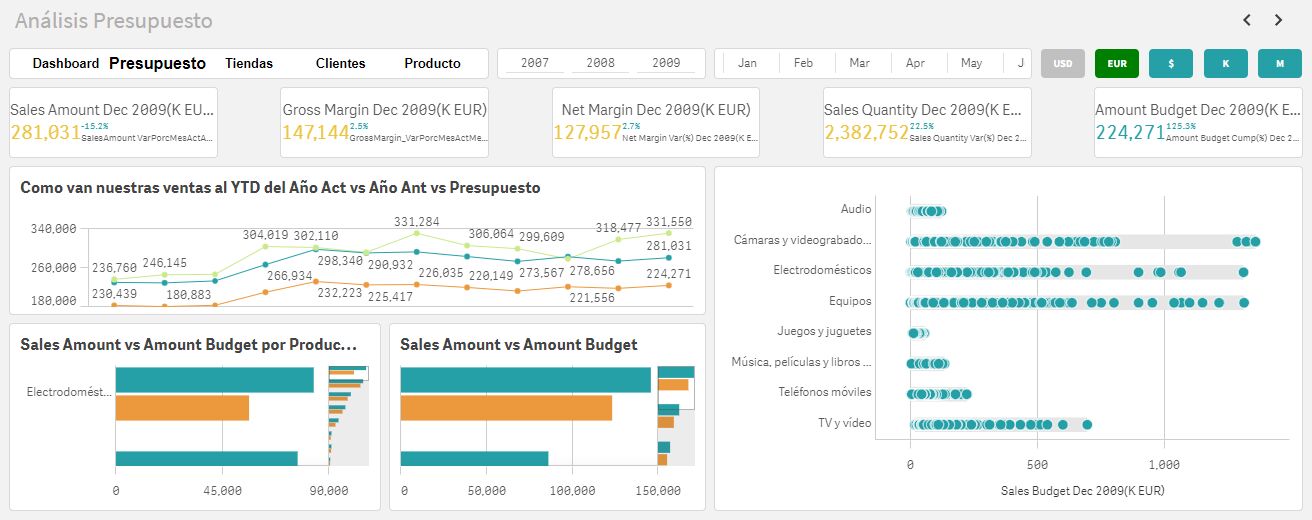 Análisis Presupuesto
Dashboard Presupuesto Tiendas Clientes Producto
2007 2008 2009
Jan Feb Mar Apr May J
USD EUR $ K M
Sales Amount Dec 2009(K EU...
281,031 -15.2% SalesAmount VarPorcMesActA...
Gross Margin Dec 2009(K EUR)
147,144 2.5% GrossMargin_VarPorcMesActMe...
Net Margin Dec 2009(K EUR)
127,957 2.7% Net Margin Var(%) Dec 2009(K E...
Sales Quantity Dec 2009(K E...
2,382,752 22.5% Sales Quantity Var(%) Dec 2...
Amount Budget Dec 2009(K E...
224,271 125.3% Amount Budget Cump(%) Dec 2...
Como van nuestras ventas al YTD del Año Act vs Año Ant vs Presupuesto
340,000
260,000
180,000
236,760 246,145 304,019 302,110 331,284 306,064 299,609 318,477 331,550
298,340 290,932 273,567 278,656 281,031
230,439 180,883 266,934 232,223 225,417 226,035 220,149 221,556 224,271
Sales Amount vs Amount Budget por Produc...
Electrodomést...
0 45,000 90,000
Sales Amount vs Amount Budget
0 50,000 100,000 150,000
Audio
Cámaras y videograbado...
Electrodomésticos
Equipos
Juegos y juguetes
Música, películas y libros ...
Teléfonos móviles
TV y vídeo
0 500 1,000
Sales Budget Dec 2009(K EUR)